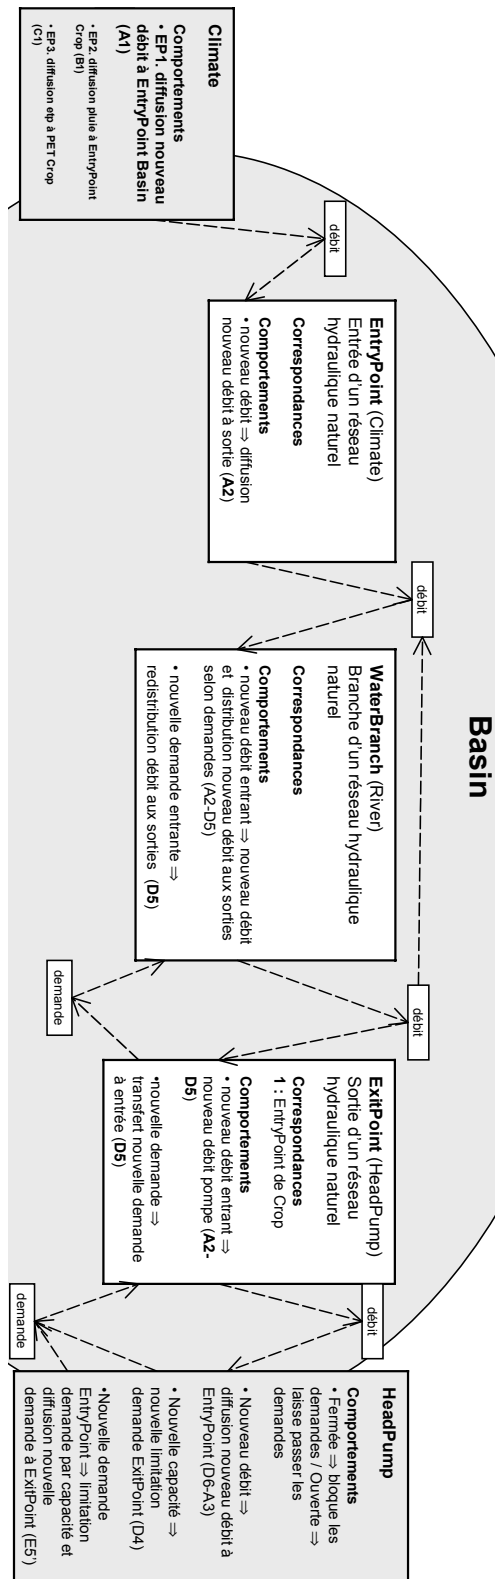 Basin
Climate
Comportements
• EP1. diffusion nouveau
débit à EntryPoint Basin
(A1)
• EP2. diffusion pluie à EntryPoint
Crop (B1)
• EP3. diffusion etp à PET Crop
(C1)
débit
EntryPoint (Climate)
Entrée d'un réseau
hydraulique naturel
Correspondances
Comportements
• nouveau débit ⇒ diffusion
nouveau débit à sortie (A2)
débit
WaterBranch (River)
Branche d'un réseau hydraulique
naturel
Correspondances
Comportements
• nouveau débit entrant ⇒ nouveau débit
et distribution nouveau débit aux sorties
selon demandes (A2-D5)
• nouvelle demande entrante ⇒
redistribution débit aux sorties (D5)
débit
demande
ExitPoint (HeadPump)
Sortie d'un réseau
hydraulique naturel
Correspondances
1 : EntryPoint de Crop
Comportements
• nouveau débit entrant ⇒
nouveau débit pompe (A2-
D5)
•nouvelle demande ⇒
transfert nouvelle demande
à entrée (D5)
débit
demande
HeadPump
Comportements
• Fermée ⇒ bloque les
demandes / Ouverte ⇒
laisse passer les
demandes
• Nouveau débit ⇒
diffusion nouveau débit à
EntryPoint (D6-A3)
• Nouvelle capacité ⇒
nouvelle limitation
demande ExitPoint (D4)
•Nouvelle demande
EntryPoint ⇒ limitation
demande par capacité et
diffusion nouvelle
demande à ExitPoint (E5')